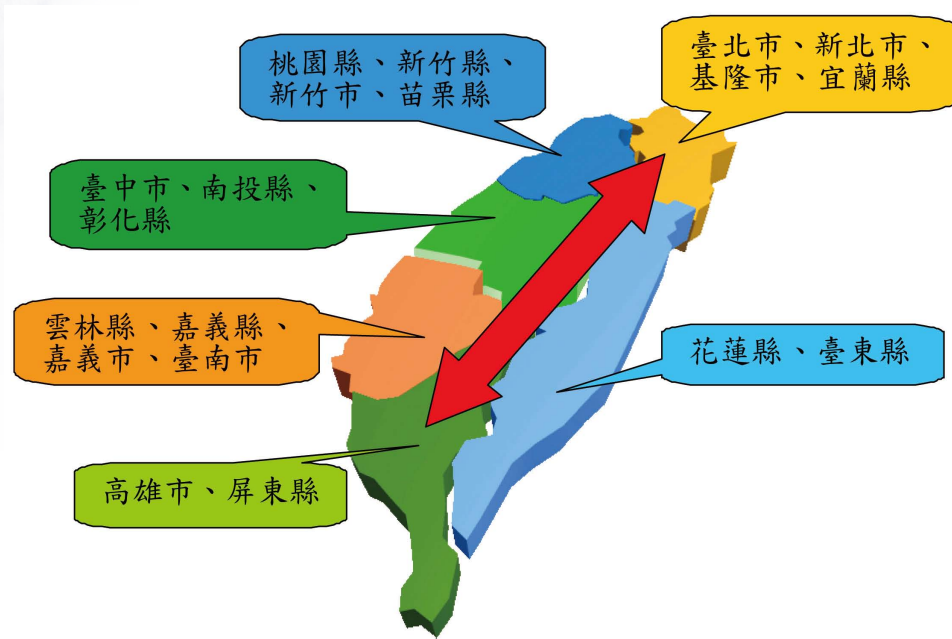 桃園縣、新竹縣、
新竹市、苗栗縣
臺北市、新北市、
基隆市、宜蘭縣
臺中市、南投縣、
彰化縣
雲林縣、嘉義縣、
嘉義市、臺南市
花蓮縣、臺東縣
高雄市、屏東縣